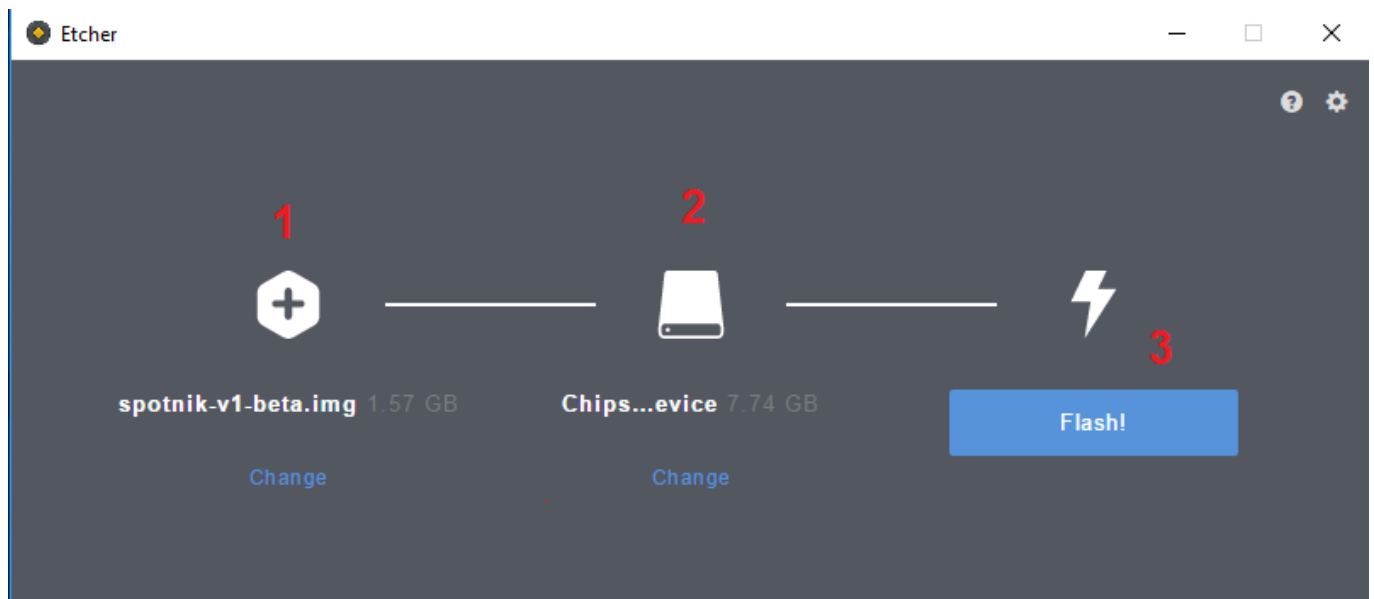 Etcher
1
2
3
spotnik-v1-beta.img 1.57 GB
Chips...evice 7.74 GB
Flash!
Change
Change